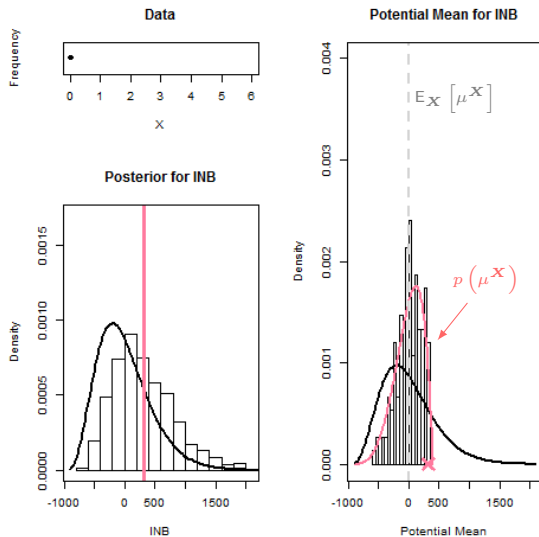 Data
Frequency
0 1 2 3 4 5 6
X
Posterior for INB
Density
0.0000 0.0005 0.0010 0.0015
-1000 0 500 1500
INB
Potential Mean for INB
Density
0.000 0.001 0.002 0.003 0.004
E_X [μ^X]
p (μ^X)
-1000 0 500 1500
Potential Mean